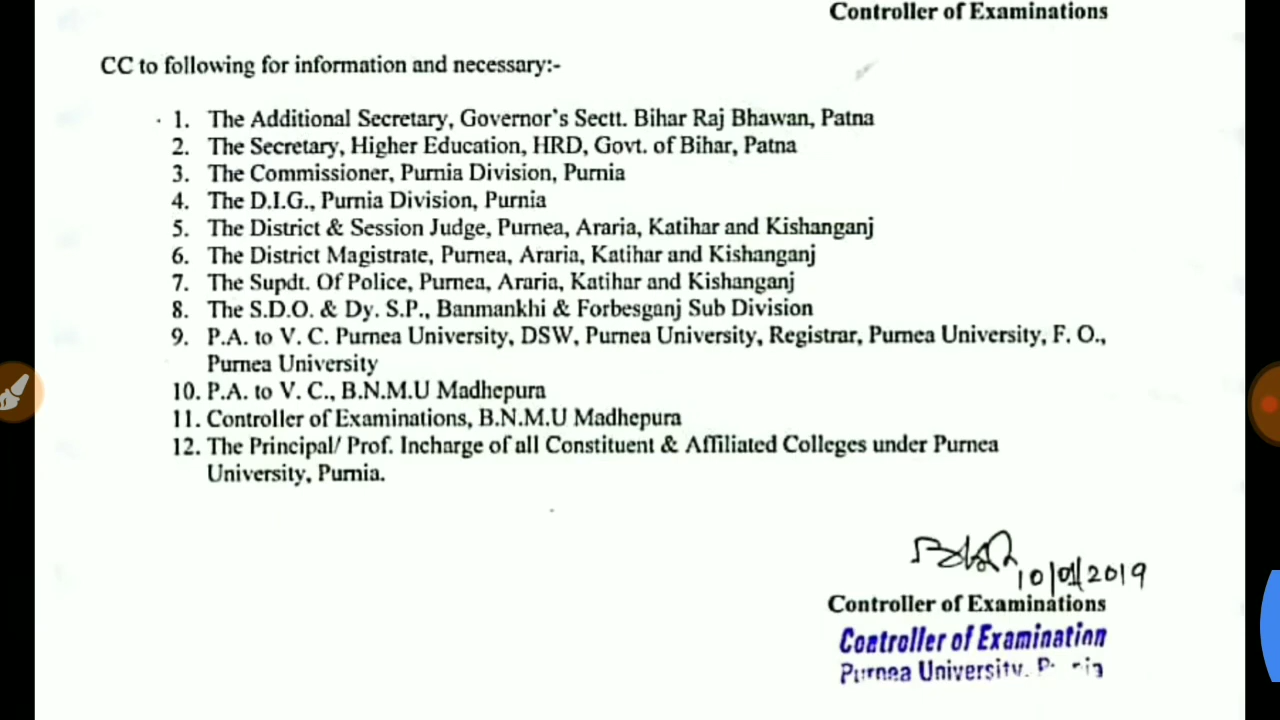 Controller of Examinations
CC to following for information and necessary:-
1. The Additional Secretary, Governor's Sectt. Bihar Raj Bhawan, Patna
2. The Secretary, Higher Education, HRD, Govt. of Bihar, Patna
3. The Commissioner, Purnia Division, Purnia
4. The D.I.G., Purnia Division, Purnia
5. The District & Session Judge, Purnea, Araria, Katihar and Kishanganj
6. The District Magistrate, Purnea, Araria, Katihar and Kishanganj
7. The Supdt. Of Police, Purnea, Araria, Katihar and Kishanganj
8. The S.D.O. & Dy. S.P., Banmankhi & Forbesganj Sub Division
9. P.A. to V. C. Purnea University, DSW, Purnea University, Registrar, Purnea University, F. O.,
Purnea University
10. P.A. to V. C., B.N.M.U Madhepura
11. Controller of Examinations, B.N.M.U Madhepura
12. The Principal/ Prof. Incharge of all Constituent & Affiliated Colleges under Purnea
University, Purnia.
10/01/2019
Controller of Examinations
Controller of Examination
Purnea University.